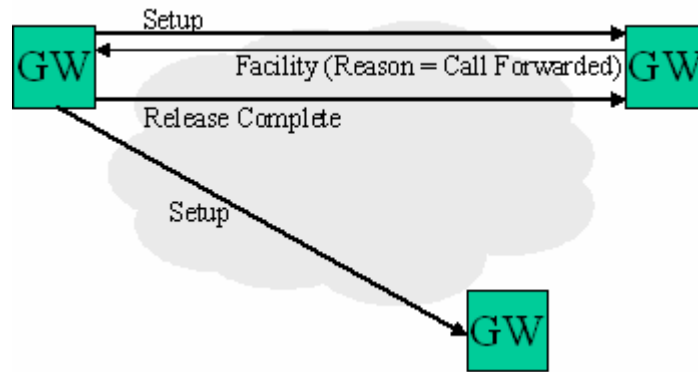 Setup
GW
GW
Facility (Reason = Call Forwarded)
Release Complete
Setup
GW